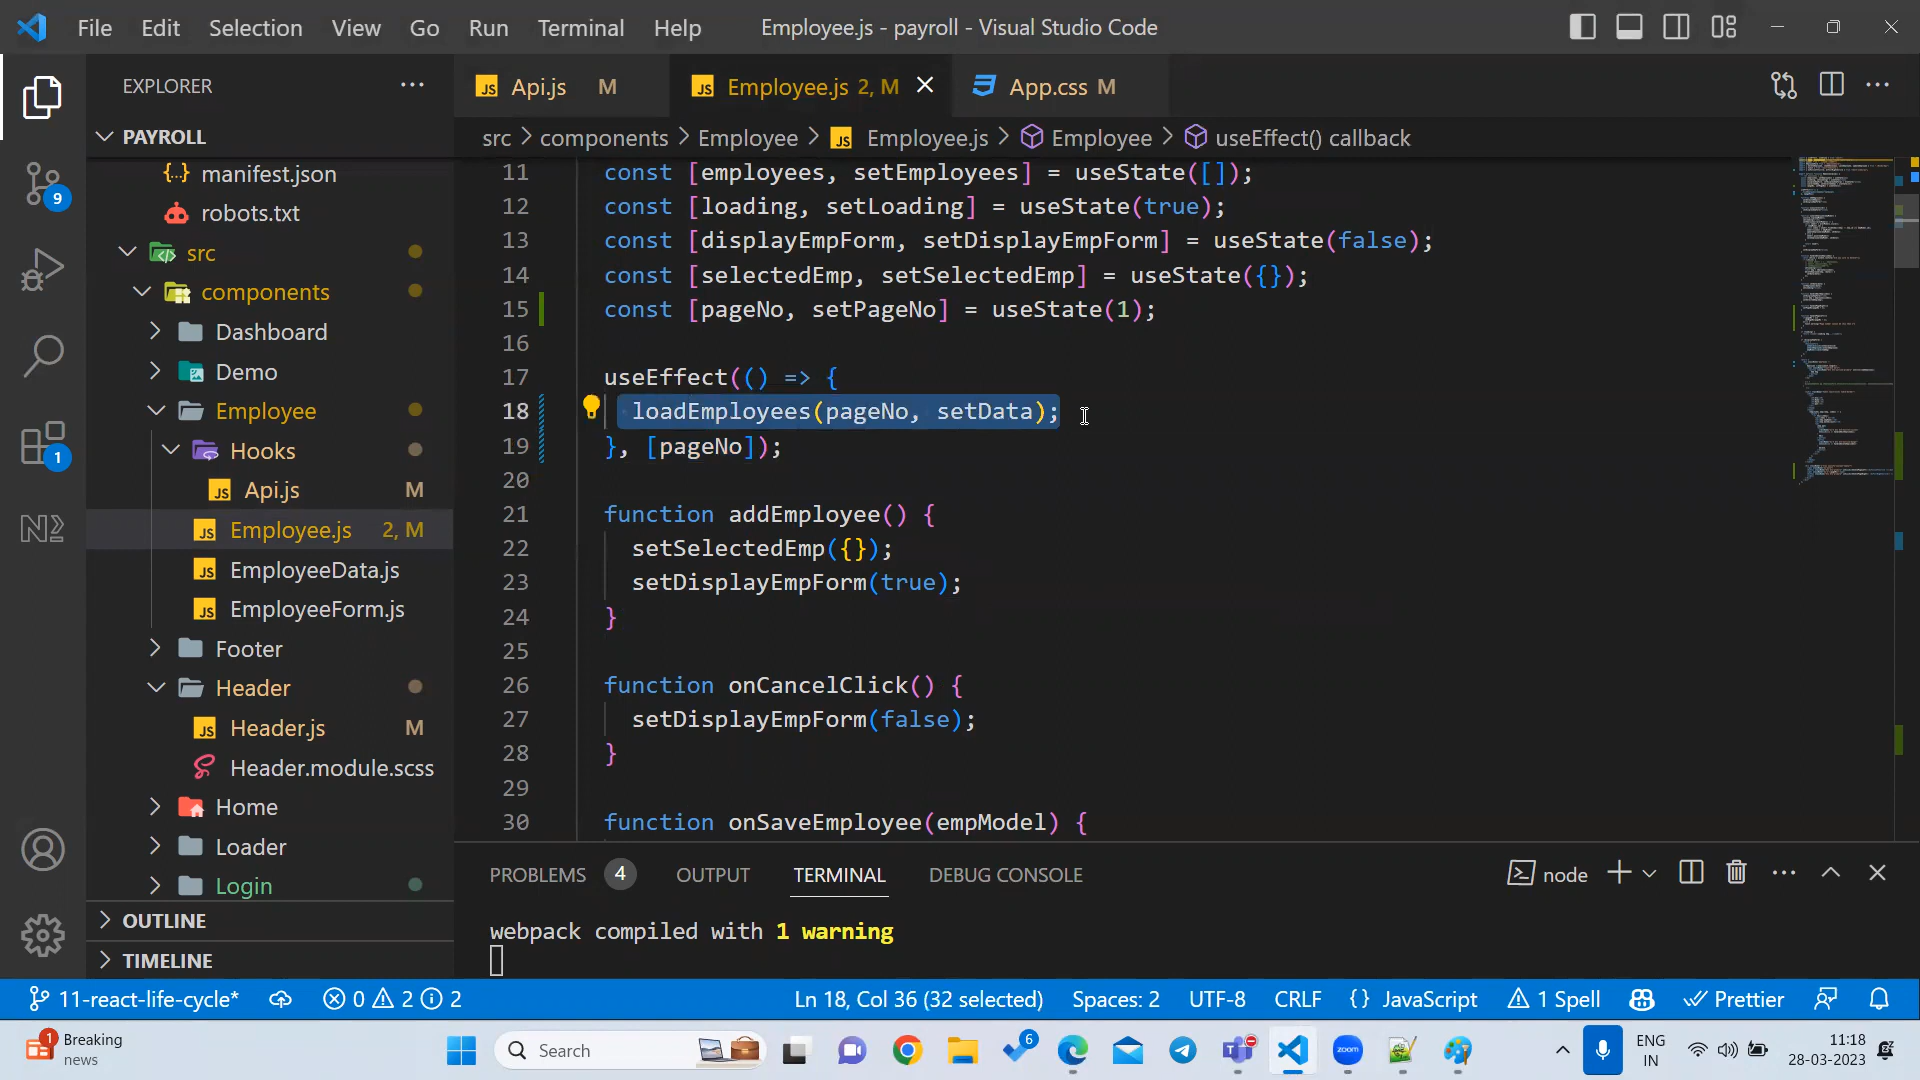 File Edit Selection View Go Run Terminal Help Employee.js - payroll - Visual Studio Code
EXPLORER
Api.js M Employee.js 2, M App.css M
PAYROLL
src > components > Employee > Employee.js > Employee > useEffect() callback
manifest.json
robots.txt
src
components
Dashboard
Demo
Employee
Hooks
Api.js M
Employee.js 2, M
EmployeeData.js
EmployeeForm.js
Footer
Header
Header.js M
Header.module.scss
Home
Loader
Login
OUTLINE
TIMELINE
9
1
11 const [employees, setEmployees] = useState([]);
12 const [loading, setLoading] = useState(true);
13 const [displayEmpForm, setDisplayEmpForm] = useState(false);
14 const [selectedEmp, setSelectedEmp] = useState({});
15 const [pageNo, setPageNo] = useState(1);
16
17 useEffect(() => {
18 loadEmployees(pageNo, setData);
19 }, [pageNo]);
20
21 function addEmployee() {
22 setSelectedEmp({});
23 setDisplayEmpForm(true);
24 }
25
26 function onCancelClick() {
27 setDisplayEmpForm(false);
28 }
29
30 function onSaveEmployee(empModel) {
PROBLEMS 4 OUTPUT TERMINAL DEBUG CONSOLE node
webpack compiled with 1 warning
11-react-life-cycle* 0 2 2 Ln 18, Col 36 (32 selected) Spaces: 2 UTF-8 CRLF {} JavaScript 1 Spell Prettier
1 Breaking
news
Search
6
zoom
ENG
IN
11:18
28-03-2023